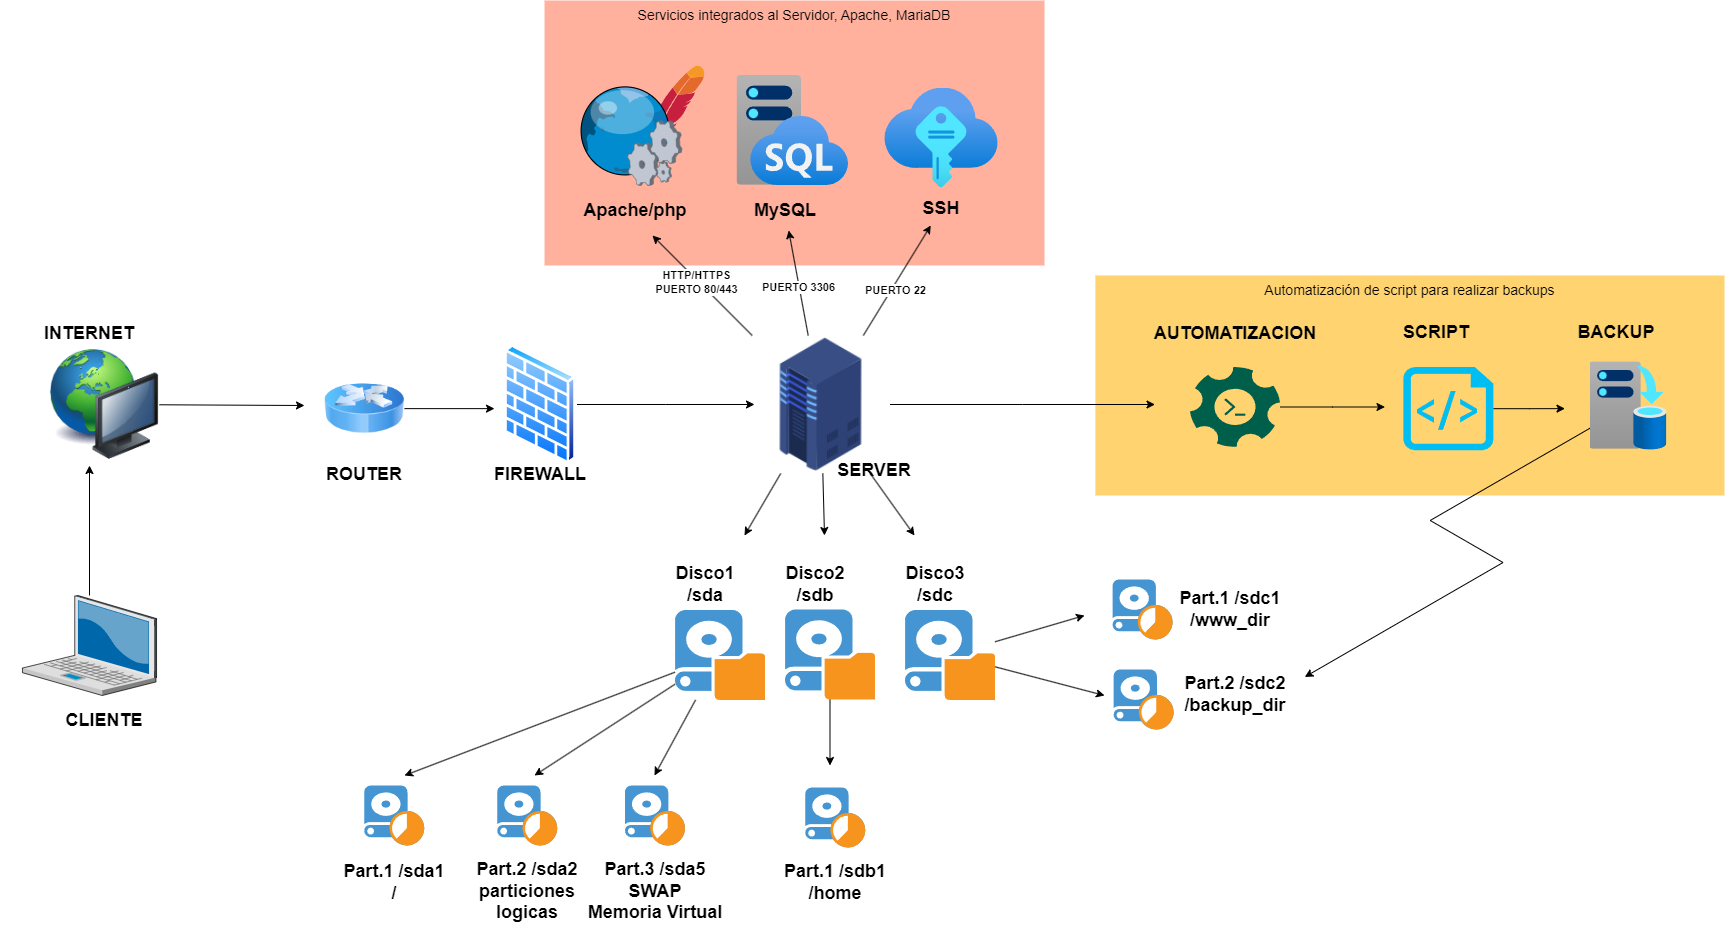 Servicios integrados al Servidor, Apache, MariaDB
SQL
Apache/php
MySQL
SSH
HTTP/HTTPS
PUERTO 80/443
PUERTO 3306
PUERTO 22
Automatización de script para realizar backups
INTERNET
AUTOMATIZACION
SCRIPT
BACKUP
>_
</>
ROUTER
FIREWALL
SERVER
Disco1
/sda
Disco2
/sdb
Disco3
/sdc
Part.1 /sdc1
/www_dir
Part.2 /sdc2
/backup_dir
CLIENTE
Part.1 /sda1
/
Part.2 /sda2
particiones
logicas
Part.3 /sda5
SWAP
Memoria Virtual
Part.1 /sdb1
/home